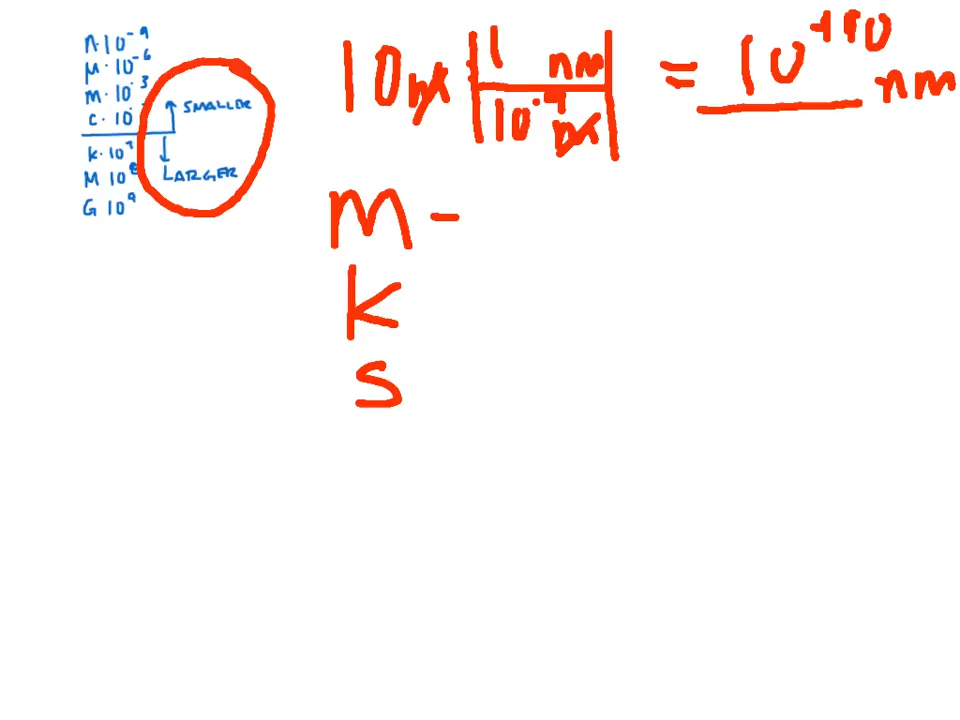 n · 10⁻⁹
μ · 10⁻⁶
m · 10⁻³
c · 10⁻
↑ SMALLER
k · 10³
M 10⁶
G 10⁹
↓ LARGER
10 m · | 1 nm / 10⁻⁹ m | = 10⁺¹⁰ nm
M -
K
S